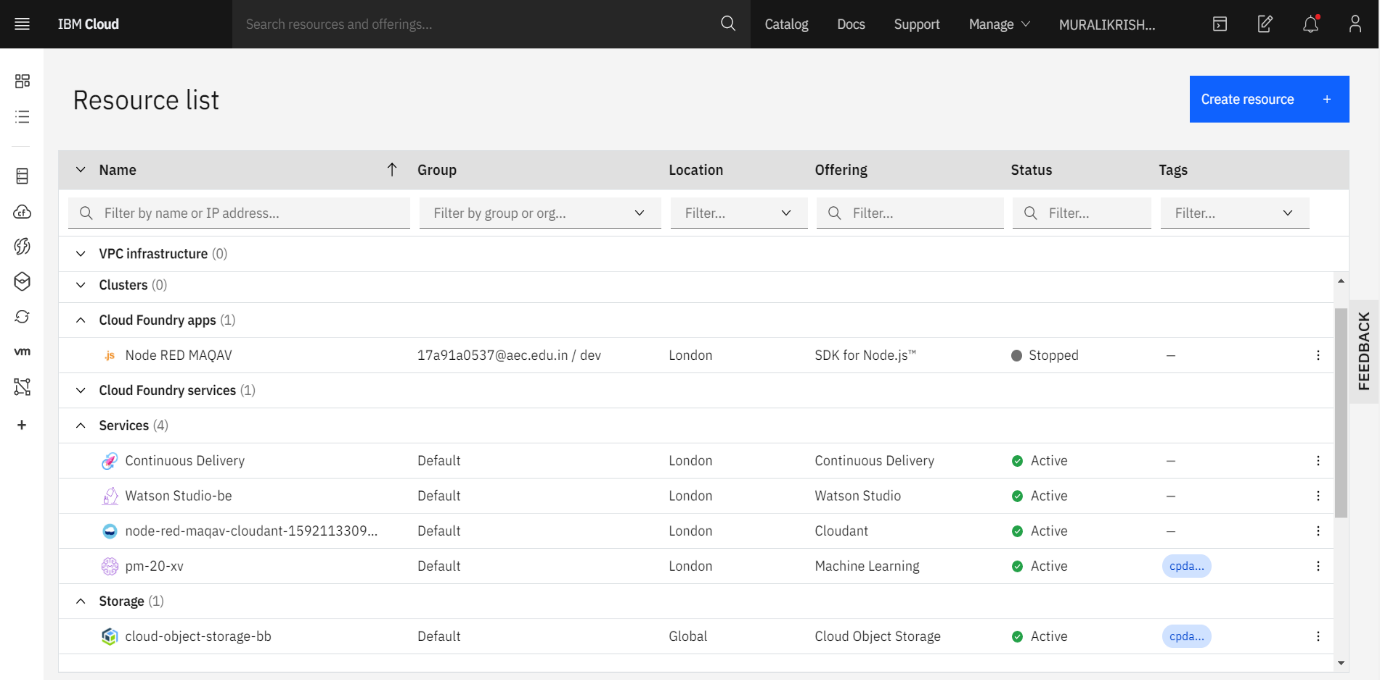 IBM Cloud Search resources and offerings... Catalog Docs Support Manage MURALIKRISH...
Resource list
Create resource +
Name Group Location Offering Status Tags
Filter by name or IP address... Filter by group or org... Filter... Filter... Filter... Filter...
VPC infrastructure (0)
Clusters (0)
Cloud Foundry apps (1)
JS Node RED MAQAV 17a91a0537@aec.edu.in / dev London SDK for Node.js™ Stopped —
Cloud Foundry services (1)
Services (4)
Continuous Delivery Default London Continuous Delivery Active —
Watson Studio-be Default London Watson Studio Active —
node-red-maqav-cloudant-1592113309... Default London Cloudant Active —
pm-20-xv Default London Machine Learning Active cpda...
Storage (1)
cloud-object-storage-bb Default Global Cloud Object Storage Active cpda...
cf
vm
+
FEEDBACK